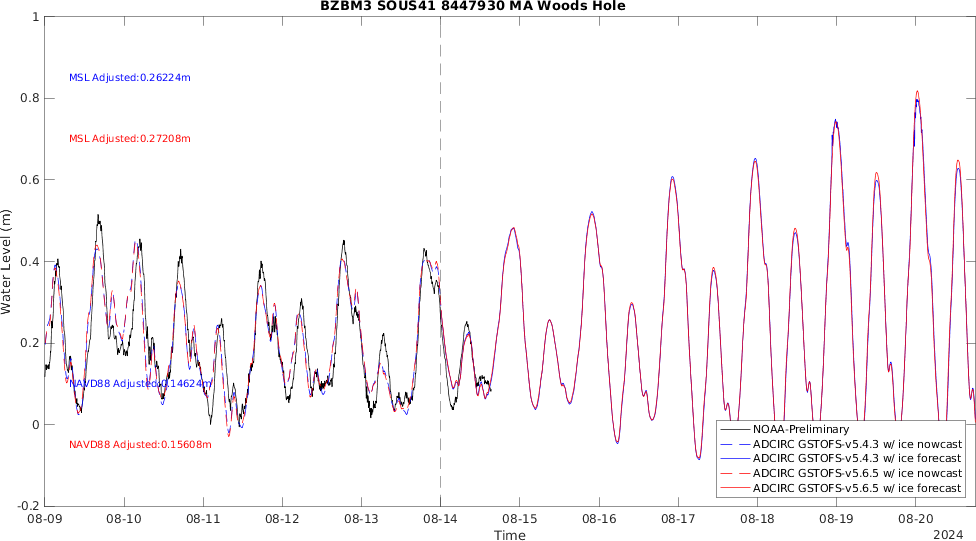 BZBM3 SOUS41 8447930 MA Woods Hole
1
0.8
0.6
0.4
0.2
0
-0.2
Water Level (m)
MSL Adjusted:0.26224m
MSL Adjusted:0.27208m
NAVD88 Adjusted:0.14624m
NAVD88 Adjusted:0.15608m
NOAA-Preliminary
ADCIRC GSTOFS-v5.4.3 w/ ice nowcast
ADCIRC GSTOFS-v5.4.3 w/ ice forecast
ADCIRC GSTOFS-v5.6.5 w/ ice nowcast
ADCIRC GSTOFS-v5.6.5 w/ ice forecast
08-09 08-10 08-11 08-12 08-13 08-14 08-15 08-16 08-17 08-18 08-19 08-20
Time
2024